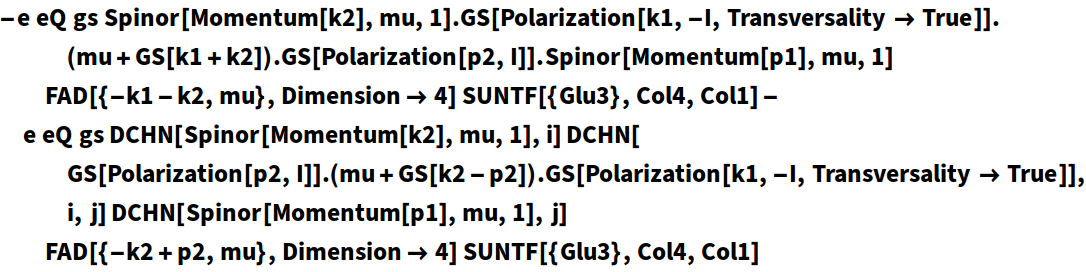 −e eQ gs Spinor[Momentum[k2], mu, 1].GS[Polarization[k1, −I, Transversality → True]].
(mu + GS[k1 + k2]).GS[Polarization[p2, I]].Spinor[Momentum[p1], mu, 1]
FAD[{−k1 − k2, mu}, Dimension → 4] SUNTF[{Glu3}, Col4, Col1] −
e eQ gs DCHN[Spinor[Momentum[k2], mu, 1], i] DCHN[
GS[Polarization[p2, I]].(mu + GS[k2 − p2]).GS[Polarization[k1, −I, Transversality → True]],
i, j] DCHN[Spinor[Momentum[p1], mu, 1], j]
FAD[{−k2 + p2, mu}, Dimension → 4] SUNTF[{Glu3}, Col4, Col1]